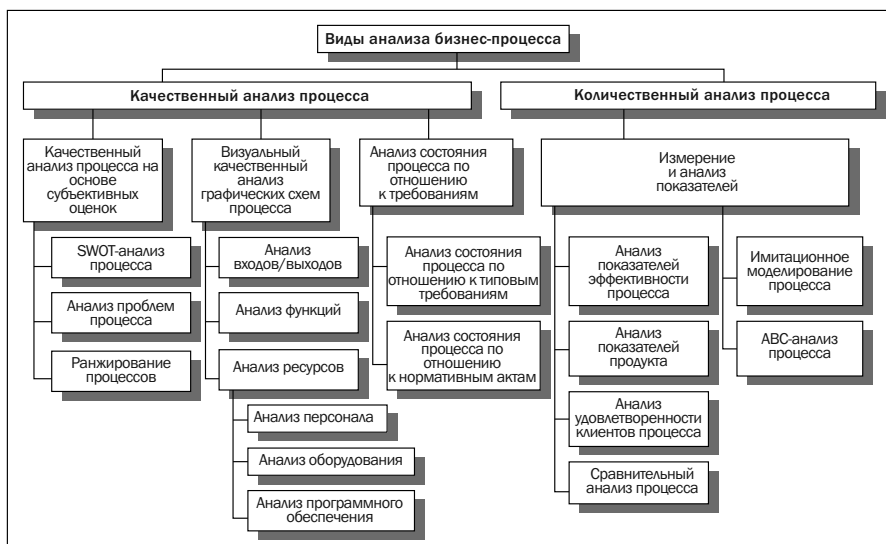 Виды анализа бизнес-процесса
Качественный анализ процесса
Количественный анализ процесса
Качественный
анализ процесса на
основе
субъективных
оценок
Визуальный
качественный
анализ
графических схем
процесса
Анализ состояния
процесса по
отношению
к требованиям
Измерение
и анализ
показателей
SWOT-анализ
процесса
Анализ проблем
процесса
Ранжирование
процессов
Анализ
входов/выходов
Анализ функций
Анализ ресурсов
Анализ персонала
Анализ оборудования
Анализ программного
обеспечения
Анализ состояния
процесса по
отношению к типовым
требованиям
Анализ состояния
процесса по
отношению
к нормативным актам
Анализ
показателей
эффективности
процесса
Анализ
показателей
продукта
Анализ
удовлетворенности
клиентов процесса
Сравнительный
анализ процесса
Имитационное
моделирование
процесса
ABC-анализ
процесса